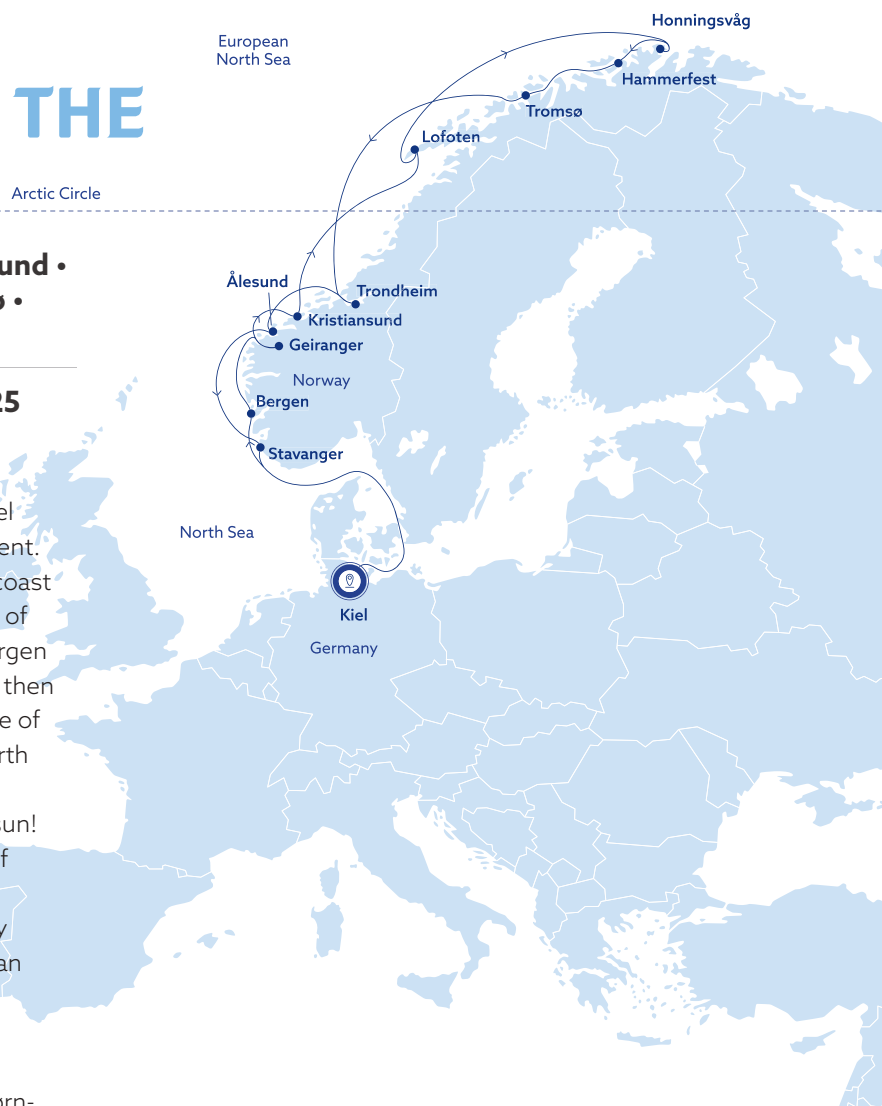 THE
und •
ø •
25
el
ent.
coast
of
rgen
then
e of
rth
sun!
f
y
an
ørn-
European
North Sea
Arctic Circle
Honningsvåg
Hammerfest
Tromsø
Lofoten
Ålesund
Trondheim
Kristiansund
Geiranger
Norway
Bergen
Stavanger
North Sea
Kiel
Germany